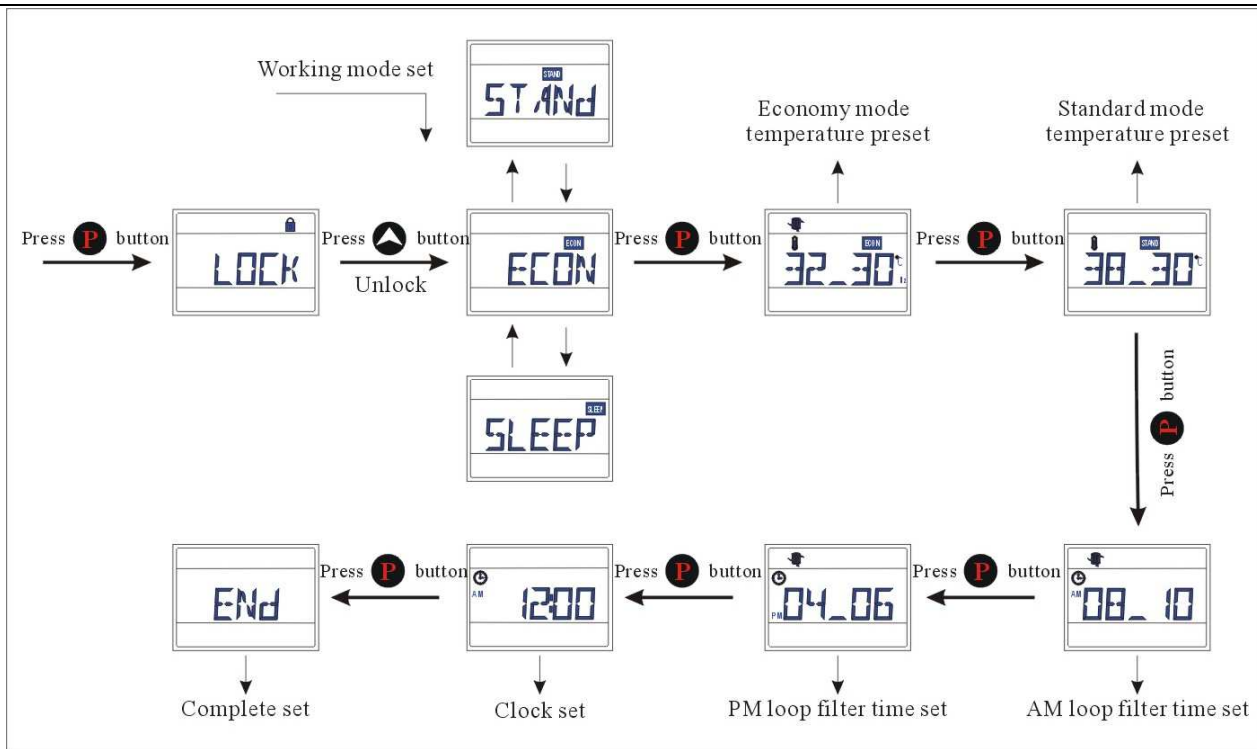 Working mode set
STAND
STANd
Economy mode
temperature preset
Standard mode
temperature preset
Press P button
LOCK
Press button
Unlock
ECON
ECON
Press P button
ECON
32_30
℃
Press P button
STAND
38_30
℃
Press P button
SLEEP
SLEEP
ENd
Press P button
AM
12:00
Press P button
PM
04_06
Press P button
AM
08_10
Complete set
Clock set
PM loop filter time set
AM loop filter time set